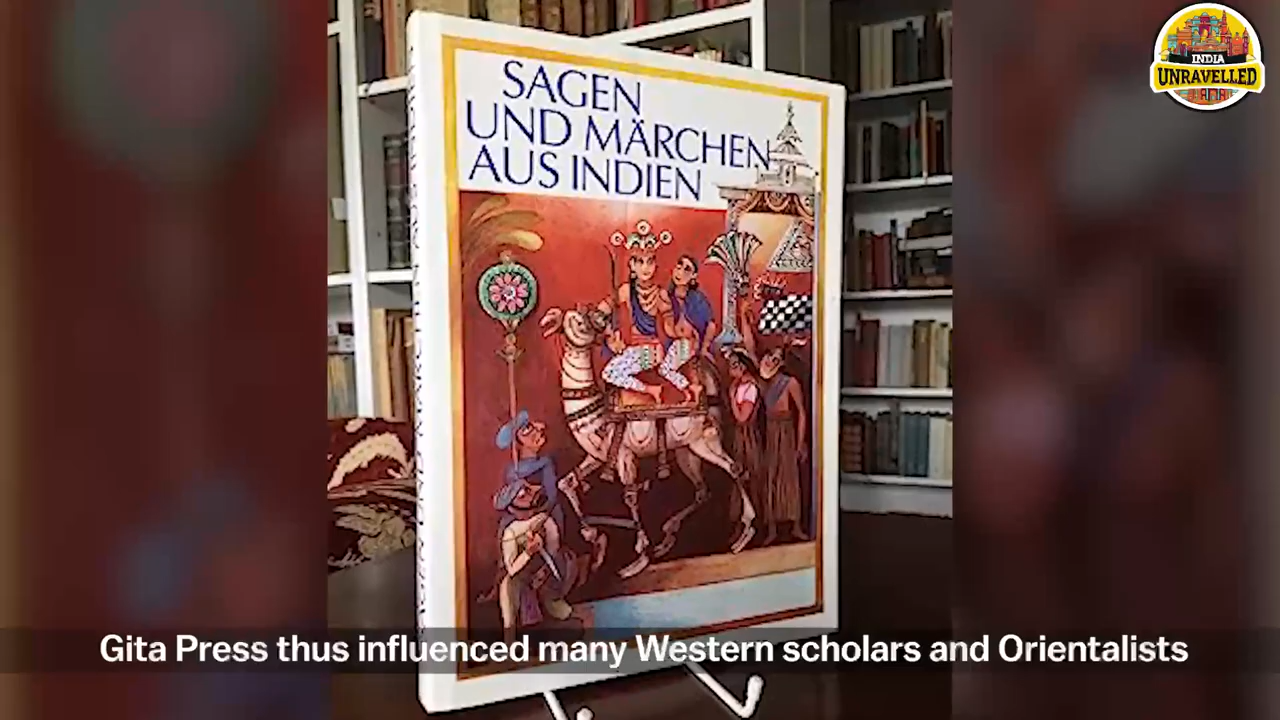 INDIA
UNRAVELLED
SAGEN
UND MÄRCHEN
AUS INDIEN
Gita Press thus influenced many Western scholars and Orientalists